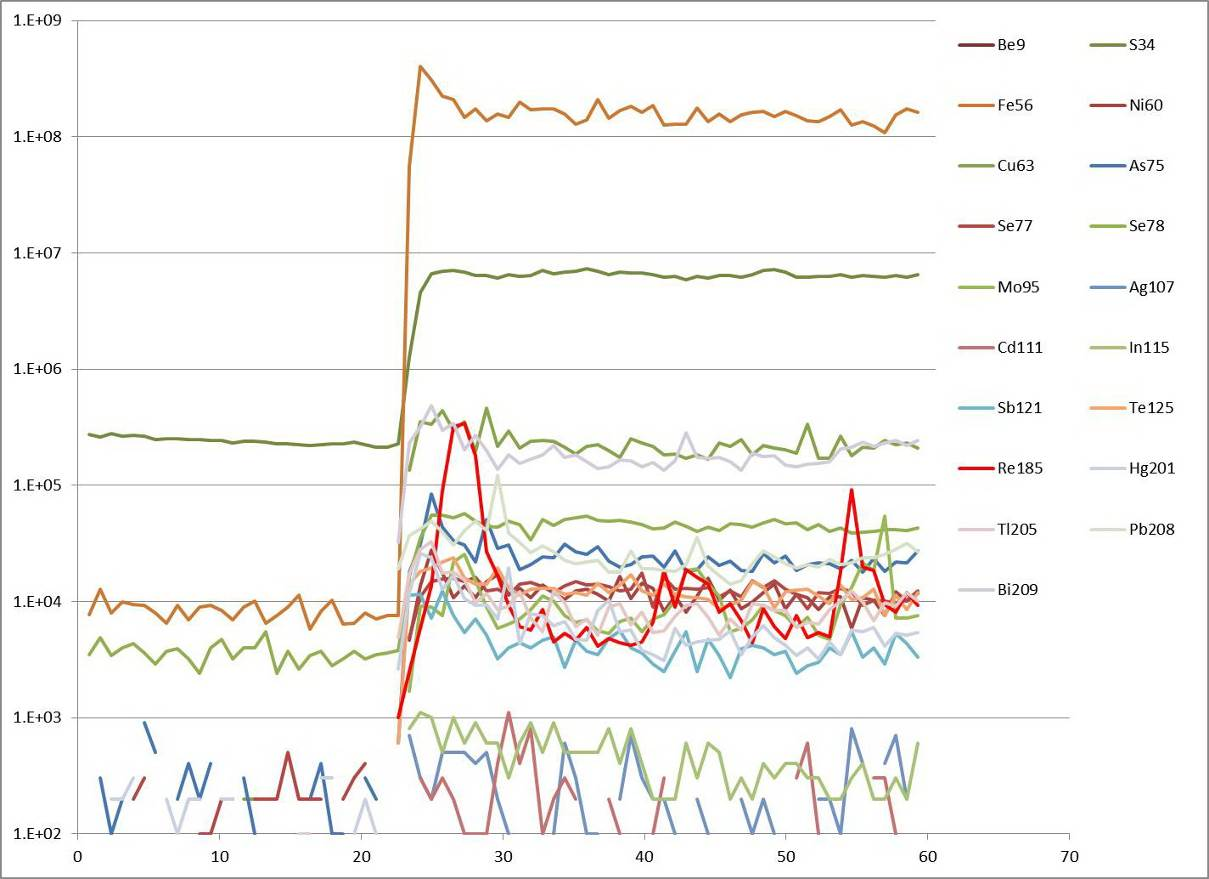 1.E+09
1.E+08
1.E+07
1.E+06
1.E+05
1.E+04
1.E+03
1.E+02
0 10 20 30 40 50 60 70
Be9 S34
Fe56 Ni60
Cu63 As75
Se77 Se78
Mo95 Ag107
Cd111 In115
Sb121 Te125
Re185 Hg201
Tl205 Pb208
Bi209